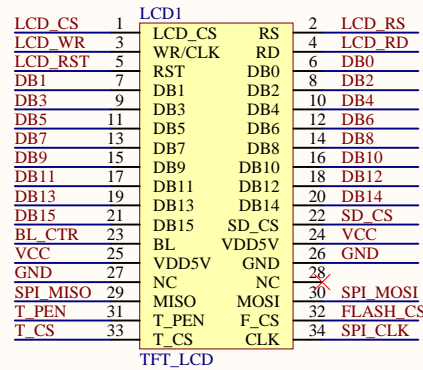 LCD1
LCD_CS 1 LCD_CS RS 2 LCD_RS
LCD_WR 3 WR/CLK RD 4 LCD_RD
LCD_RST 5 RST DB0 6 DB0
DB1 7 DB1 DB2 8 DB2
DB3 9 DB3 DB4 10 DB4
DB5 11 DB5 DB6 12 DB6
DB7 13 DB7 DB8 14 DB8
DB9 15 DB9 DB10 16 DB10
DB11 17 DB11 DB12 18 DB12
DB13 19 DB13 DB14 20 DB14
DB15 21 DB15 SD_CS 22 SD_CS
BL_CTR 23 BL VDD5V 24 VCC
VCC 25 VDD5V GND 26 GND
GND 27 NC NC 28
SPI_MISO 29 MISO MOSI 30 SPI_MOSI
T_PEN 31 T_PEN F_CS 32 FLASH_CS
T_CS 33 T_CS CLK 34 SPI_CLK
TFT_LCD